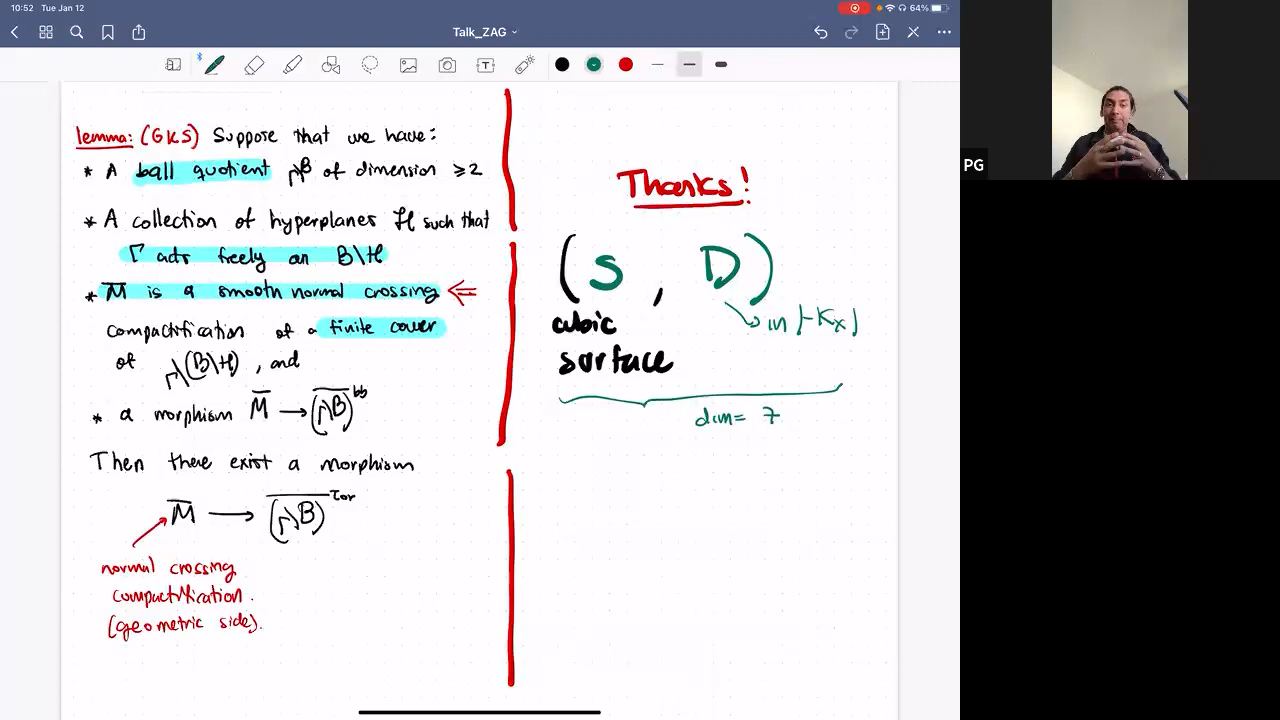 10:52 Tue Jan 12
64%
Talk_ZAG
lemma: (GKS) Suppose that we have:
* A ball quotient Γ\B of dimension ≥2
* A collection of hyperplanes H such that
Γ acts freely on B\H
* M̅ is a smooth normal crossing
compactification of a finite cover
of Γ\(B\H), and
* a morphism M̅ → (Γ\B)‾ᵇᵇ
Then there exist a morphism
M̅ → (Γ\B)‾ᵗᵒʳ
normal crossing
compactification.
(geometric side).
Thanks!
(S, D)
in |-Kₓ|
cubic
surface
dim= 7
PG